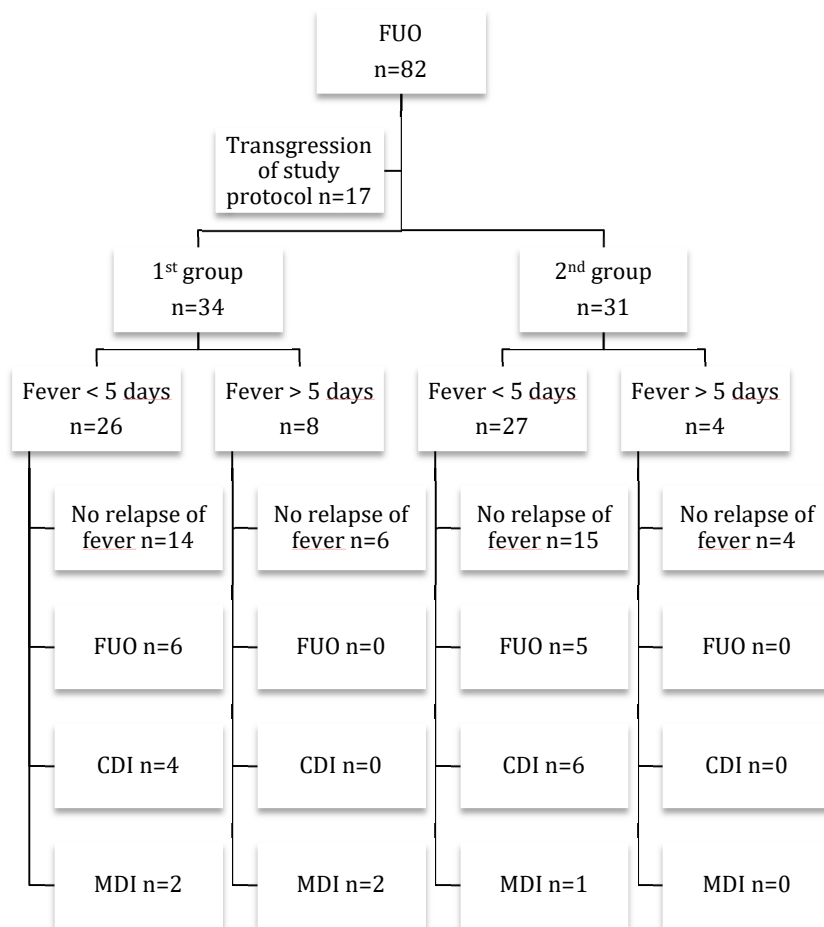 FUO
n=82
Transgression
of study
protocol n=17
1st group
n=34
2nd group
n=31
Fever < 5 days
n=26
Fever > 5 days
n=8
Fever < 5 days
n=27
Fever > 5 days
n=4
No relapse of
fever n=14
No relapse of
fever n=6
No relapse of
fever n=15
No relapse of
fever n=4
FUO n=6
FUO n=0
FUO n=5
FUO n=0
CDI n=4
CDI n=0
CDI n=6
CDI n=0
MDI n=2
MDI n=2
MDI n=1
MDI n=0